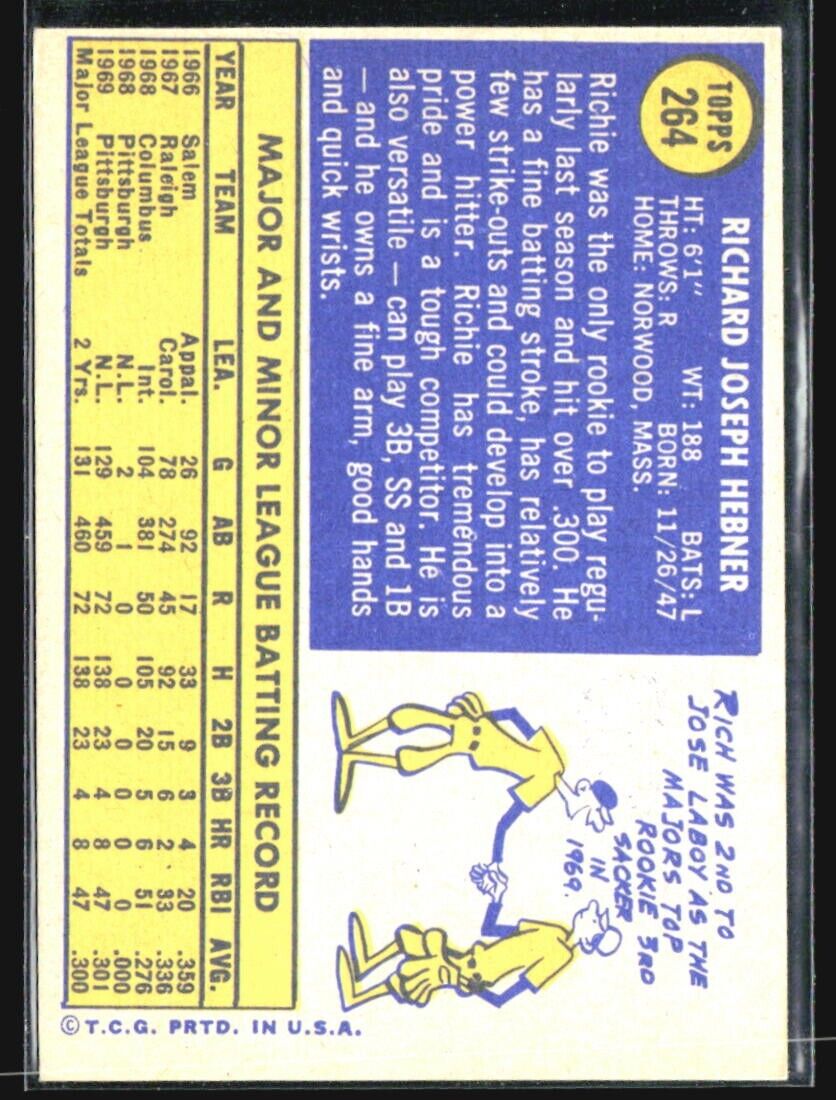 TOPPS
264
RICHARD JOSEPH HEBNER
HT: 6'1" WT: 188 BATS: L
THROWS: R BORN: 11/26/47
HOME: NORWOOD, MASS.
Richie was the only rookie to play regu-
larly last season and hit over .300. He
has a fine batting stroke, has relatively
few strike-outs and could develop into a
power hitter. Richie has tremendous
pride and is a tough competitor. He is
also versatile — can play 3B, SS and 1B
— and he owns a fine arm, good hands
and quick wrists.
RICH WAS 2ND TO
JOSE LABOY AS THE
MAJORS TOP
ROOKIE 3RD
SACKER
IN
1969.
MAJOR AND MINOR LEAGUE BATTING RECORD
YEAR TEAM LEA. G AB R H 2B 3B HR RBI AVG.
1966 Salem Appal. 26 92 17 33 9 3 4 20 .359
1967 Raleigh Carol. 78 274 45 92 15 6 2 33 .336
1968 Columbus Int. 104 381 50 105 20 5 6 51 .276
1968 Pittsburgh N.L. 2 1 0 0 0 0 0 0 .000
1969 Pittsburgh N.L. 129 459 72 138 23 4 8 47 .301
Major League Totals 2 Yrs. 131 460 72 138 23 4 8 47 .300
© T.C.G. PRTD. IN U.S.A.